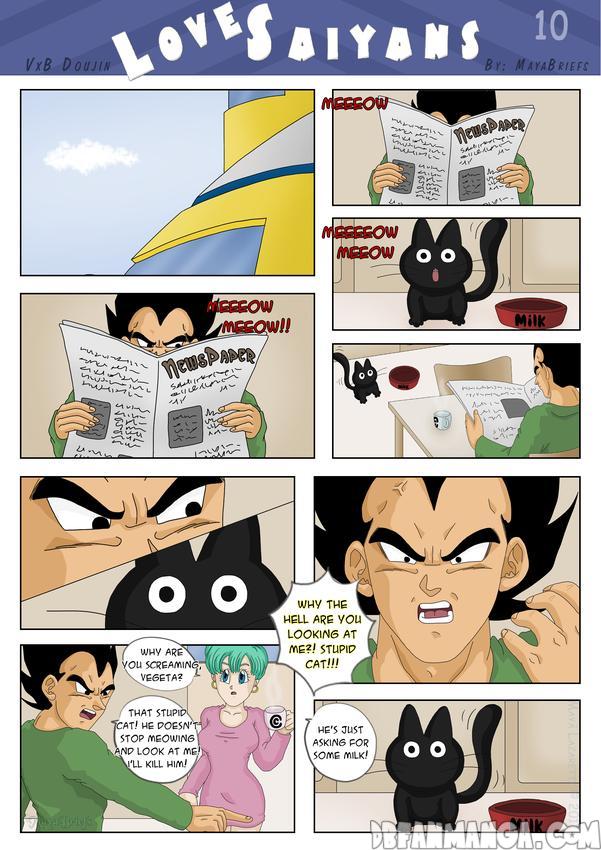 10
VxB Doujin
Love Saiyans
By: MayaBriefs
MEEEOW
NewsPaper
MEEEEOW
MEEOW
Milk
MEEEOW
MEEOW!!
NewsPaper
WHY THE
HELL ARE YOU
LOOKING AT
ME?! STUPID
CAT!!!
WHY ARE
YOU SCREAMING,
VEGETA?
THAT STUPID
CAT! HE DOESN'T
STOP MEOWING
AND LOOK AT ME!
I'LL KILL HIM!
C
HE'S JUST
ASKING FOR
SOME MILK!
Milk
DBFANMANGA.COM